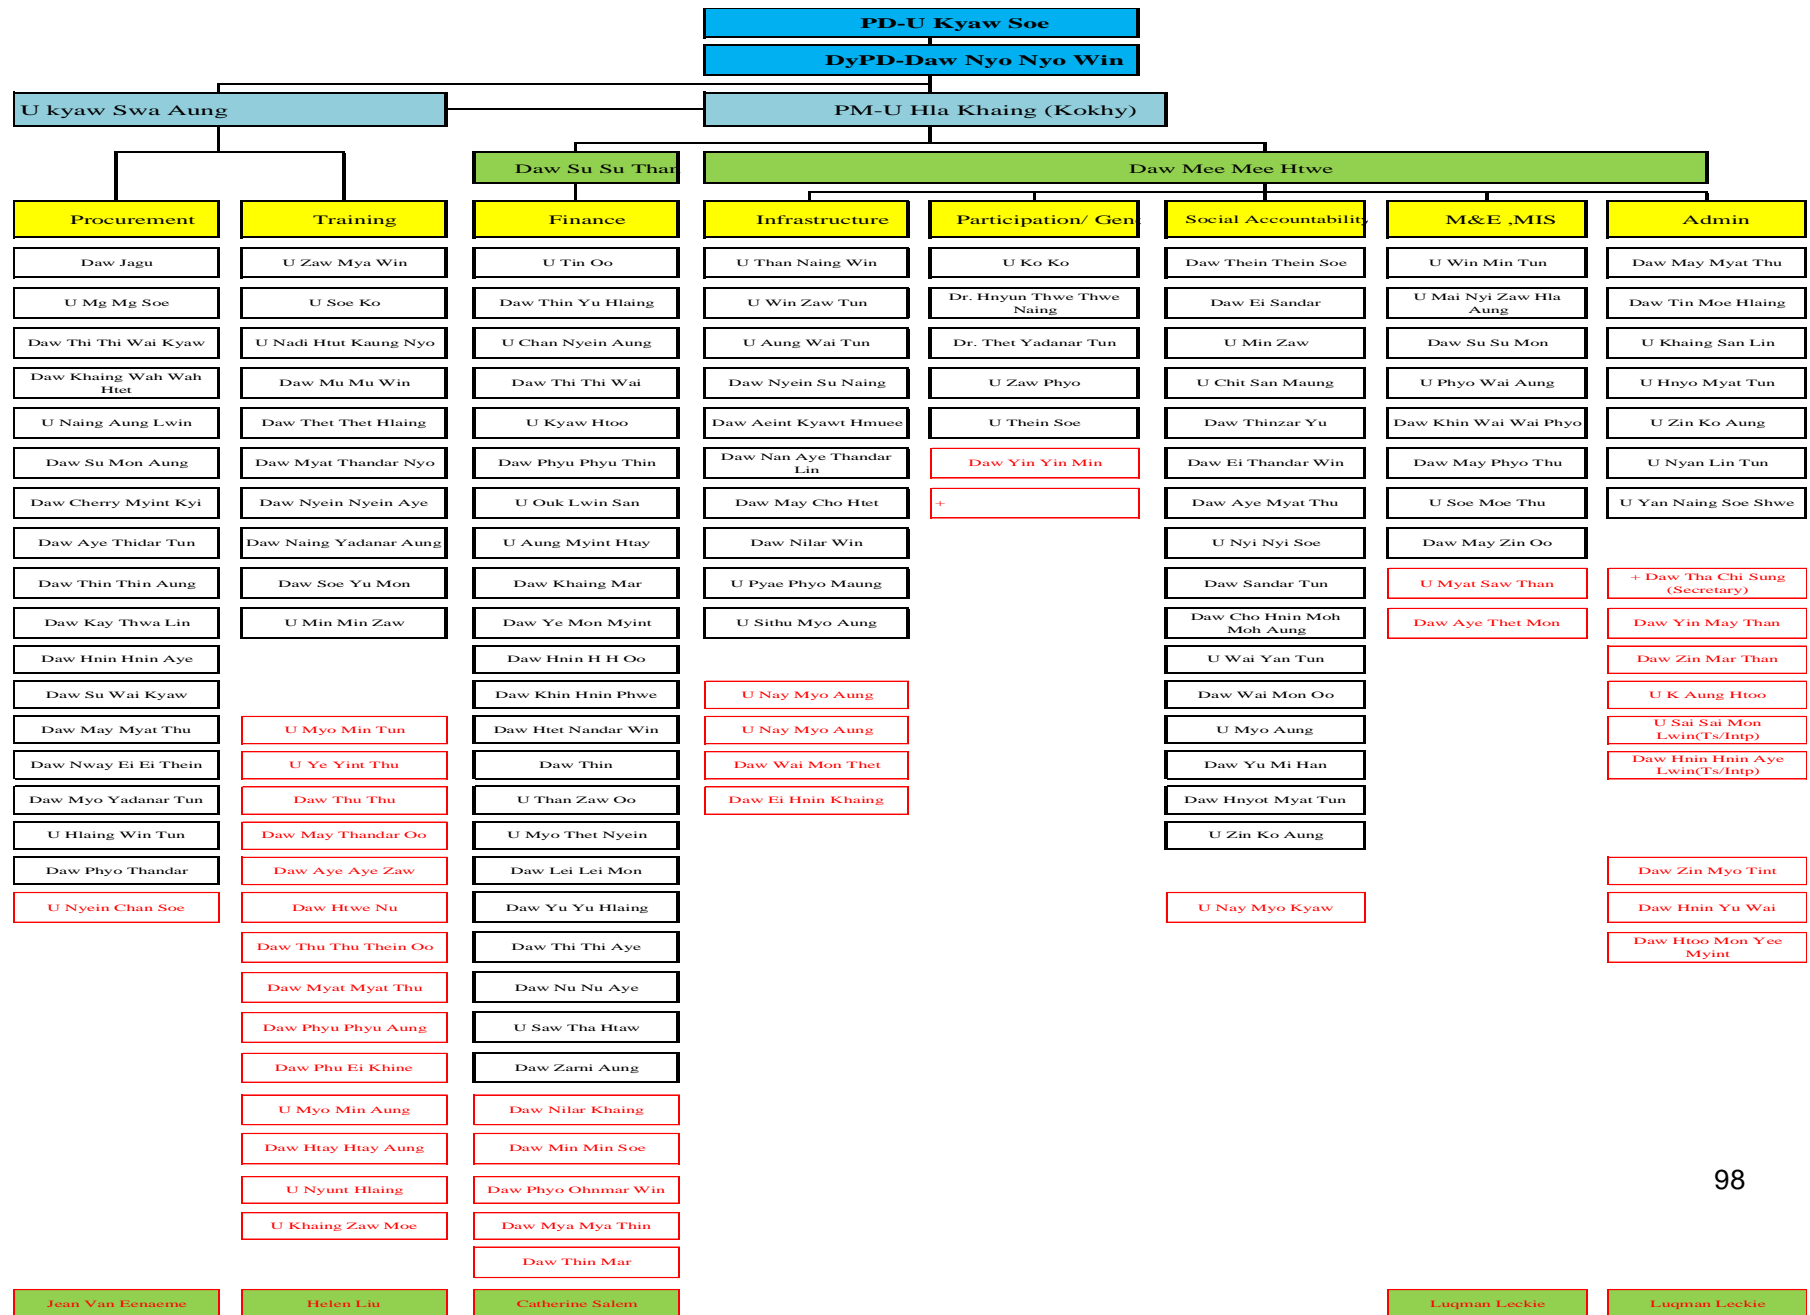 PD-U Kyaw Soe
DyPD-Daw Nyo Nyo Win
U kyaw Swa Aung
PM-U Hla Khaing (Kokhy)
Daw Su Su Than
Daw Mee Mee Htwe
Procurement
Daw Jagu
U Mg Mg Soe
Daw Thi Thi Wai Kyaw
Daw Khaing Wah Wah
Htet
U Naing Aung Lwin
Daw Su Mon Aung
Daw Cherry Myint Kyi
Daw Aye Thidar Tun
Daw Thin Thin Aung
Daw Kay Thwa Lin
Daw Hnin Hnin Aye
Daw Su Wai Kyaw
Daw May Myat Thu
Daw Nway Ei Ei Thein
Daw Myo Yadanar Tun
U Hlaing Win Tun
Daw Phyo Thandar
U Nyein Chan Soe
Jean Van Eenaeme
Training
U Zaw Mya Win
U Soe Ko
U Nadi Htut Kaung Nyo
Daw Mu Mu Win
Daw Thet Thet Hlaing
Daw Myat Thandar Nyo
Daw Nyein Nyein Aye
Daw Naing Yadanar Aung
Daw Soe Yu Mon
U Min Min Zaw
U Myo Min Tun
U Ye Yint Thu
Daw Thu Thu
Daw May Thandar Oo
Daw Aye Aye Zaw
Daw Htwe Nu
Daw Thu Thu Thein Oo
Daw Myat Myat Thu
Daw Phyu Phyu Aung
Daw Phu Ei Khine
U Myo Min Aung
Daw Htay Htay Aung
U Nyunt Hlaing
U Khaing Zaw Moe
Helen Liu
Finance
U Tin Oo
Daw Thin Yu Hlaing
U Chan Nyein Aung
Daw Thi Thi Wai
U Kyaw Htoo
Daw Phyu Phyu Thin
U Ouk Lwin San
U Aung Myint Htay
Daw Khaing Mar
Daw Ye Mon Myint
Daw Hnin H H Oo
Daw Khin Hnin Phwe
Daw Htet Nandar Win
Daw Thin
U Than Zaw Oo
U Myo Thet Nyein
Daw Lei Lei Mon
Daw Yu Yu Hlaing
Daw Thi Thi Aye
Daw Nu Nu Aye
U Saw Tha Htaw
Daw Zarni Aung
Daw Nilar Khaing
Daw Min Min Soe
Daw Phyo Ohnmar Win
Daw Mya Mya Thin
Daw Thin Mar
Catherine Salem
Infrastructure
U Than Naing Win
U Win Zaw Tun
U Aung Wai Tun
Daw Nyein Su Naing
Daw Aeint Kyawt Hmuee
Daw Nan Aye Thandar
Lin
Daw May Cho Htet
Daw Nilar Win
U Pyae Phyo Maung
U Sithu Myo Aung
U Nay Myo Aung
U Nay Myo Aung
Daw Wai Mon Thet
Daw Ei Hnin Khaing
Participation/ Gen
U Ko Ko
Dr. Hnyun Thwe Thwe
Naing
Dr. Thet Yadanar Tun
U Zaw Phyo
U Thein Soe
Daw Yin Yin Min
+
Social Accountability
Daw Thein Thein Soe
Daw Ei Sandar
U Min Zaw
U Chit San Maung
Daw Thinzar Yu
Daw Ei Thandar Win
Daw Aye Myat Thu
U Nyi Nyi Soe
Daw Sandar Tun
Daw Cho Hnin Moh
Moh Aung
U Wai Yan Tun
Daw Wai Mon Oo
U Myo Aung
Daw Yu Mi Han
Daw Hnyot Myat Tun
U Zin Ko Aung
U Nay Myo Kyaw
M&E ,MIS
U Win Min Tun
U Mai Nyi Zaw Hla
Aung
Daw Su Su Mon
U Phyo Wai Aung
Daw Khin Wai Wai Phyo
Daw May Phyo Thu
U Soe Moe Thu
Daw May Zin Oo
U Myat Saw Than
Daw Aye Thet Mon
Luqman Leckie
Admin
Daw May Myat Thu
Daw Tin Moe Hlaing
U Khaing San Lin
U Hnyo Myat Tun
U Zin Ko Aung
U Nyan Lin Tun
U Yan Naing Soe Shwe
+ Daw Tha Chi Sung
(Secretary)
Daw Yin May Than
Daw Zin Mar Than
U K Aung Htoo
U Sai Sai Mon
Lwin(Ts/Intp)
Daw Hnin Hnin Aye
Lwin(Ts/Intp)
Daw Zin Myo Tint
Daw Hnin Yu Wai
Daw Htoo Mon Yee
Myint
Luqman Leckie
98